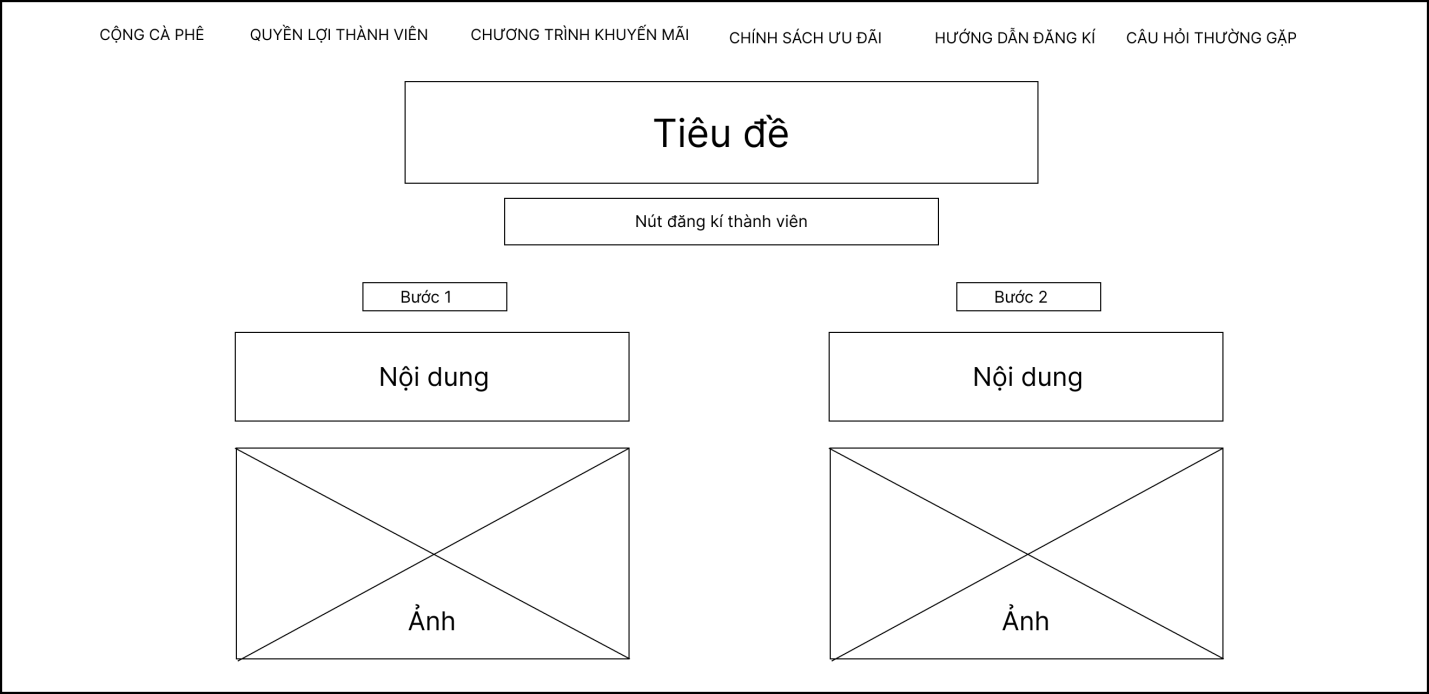 CỘNG CÀ PHÊ QUYỀN LỢI THÀNH VIÊN CHƯƠNG TRÌNH KHUYẾN MÃI CHÍNH SÁCH ƯU ĐÃI HƯỚNG DẪN ĐĂNG KÍ CÂU HỎI THƯỜNG GẶP
Tiêu đề
Nút đăng kí thành viên
Bước 1
Bước 2
Nội dung
Nội dung
Ảnh
Ảnh